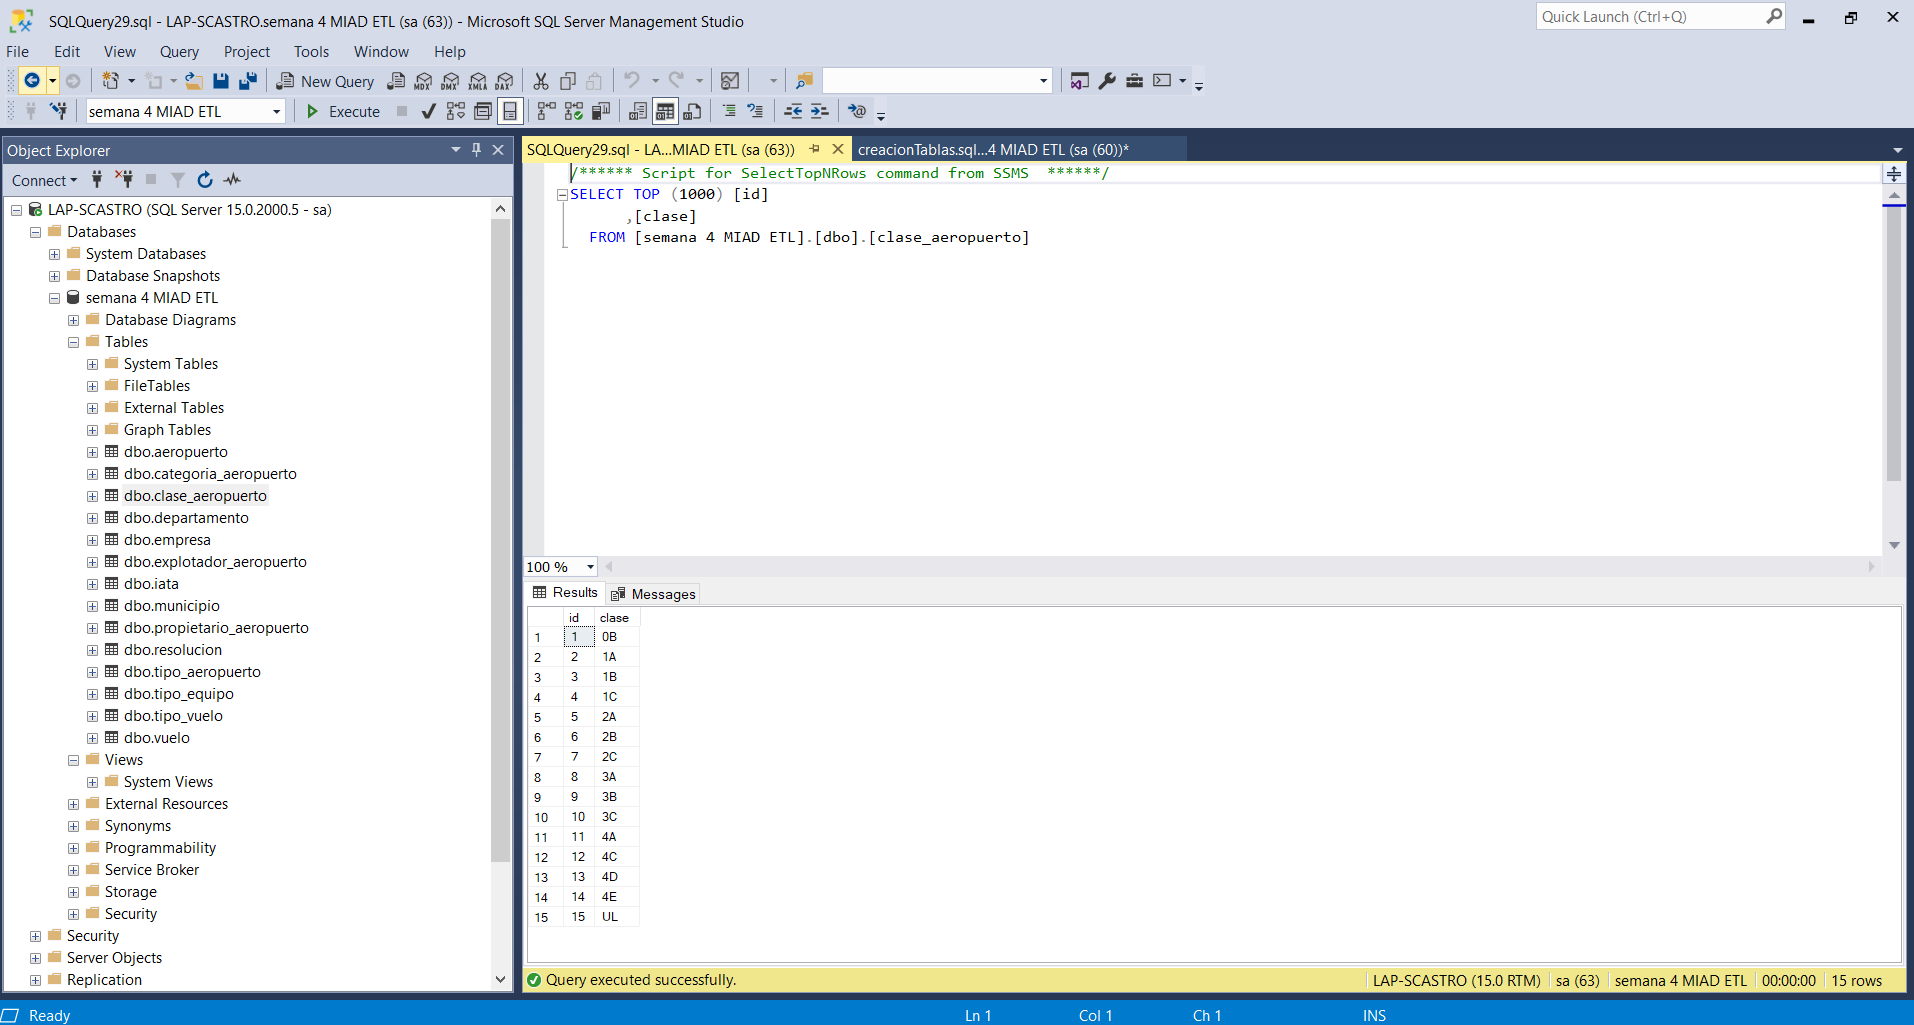 SQLQuery29.sql - LAP-SCASTRO.semana 4 MIAD ETL (sa (63)) - Microsoft SQL Server Management Studio
Quick Launch (Ctrl+Q)
File Edit View Query Project Tools Window Help
New Query MDX DMX XMLA DAX
semana 4 MIAD ETL Execute
Object Explorer
Connect
LAP-SCASTRO (SQL Server 15.0.2000.5 - sa)
Databases
System Databases
Database Snapshots
semana 4 MIAD ETL
Database Diagrams
Tables
System Tables
FileTables
External Tables
Graph Tables
dbo.aeropuerto
dbo.categoria_aeropuerto
dbo.clase_aeropuerto
dbo.departamento
dbo.empresa
dbo.explotador_aeropuerto
dbo.iata
dbo.municipio
dbo.propietario_aeropuerto
dbo.resolucion
dbo.tipo_aeropuerto
dbo.tipo_equipo
dbo.tipo_vuelo
dbo.vuelo
Views
System Views
External Resources
Synonyms
Programmability
Service Broker
Storage
Security
Security
Server Objects
Replication
SQLQuery29.sql - LA...MIAD ETL (sa (63)) creacionTablas.sql...4 MIAD ETL (sa (60))*
/****** Script for SelectTopNRows command from SSMS ******/
SELECT TOP (1000) [id]
,[clase]
FROM [semana 4 MIAD ETL].[dbo].[clase_aeropuerto]
100 %
Results Messages
id clase
1 1 0B
2 2 1A
3 3 1B
4 4 1C
5 5 2A
6 6 2B
7 7 2C
8 8 3A
9 9 3B
10 10 3C
11 11 4A
12 12 4C
13 13 4D
14 14 4E
15 15 UL
Query executed successfully. LAP-SCASTRO (15.0 RTM) sa (63) semana 4 MIAD ETL 00:00:00 15 rows
Ready Ln 1 Col 1 Ch 1 INS